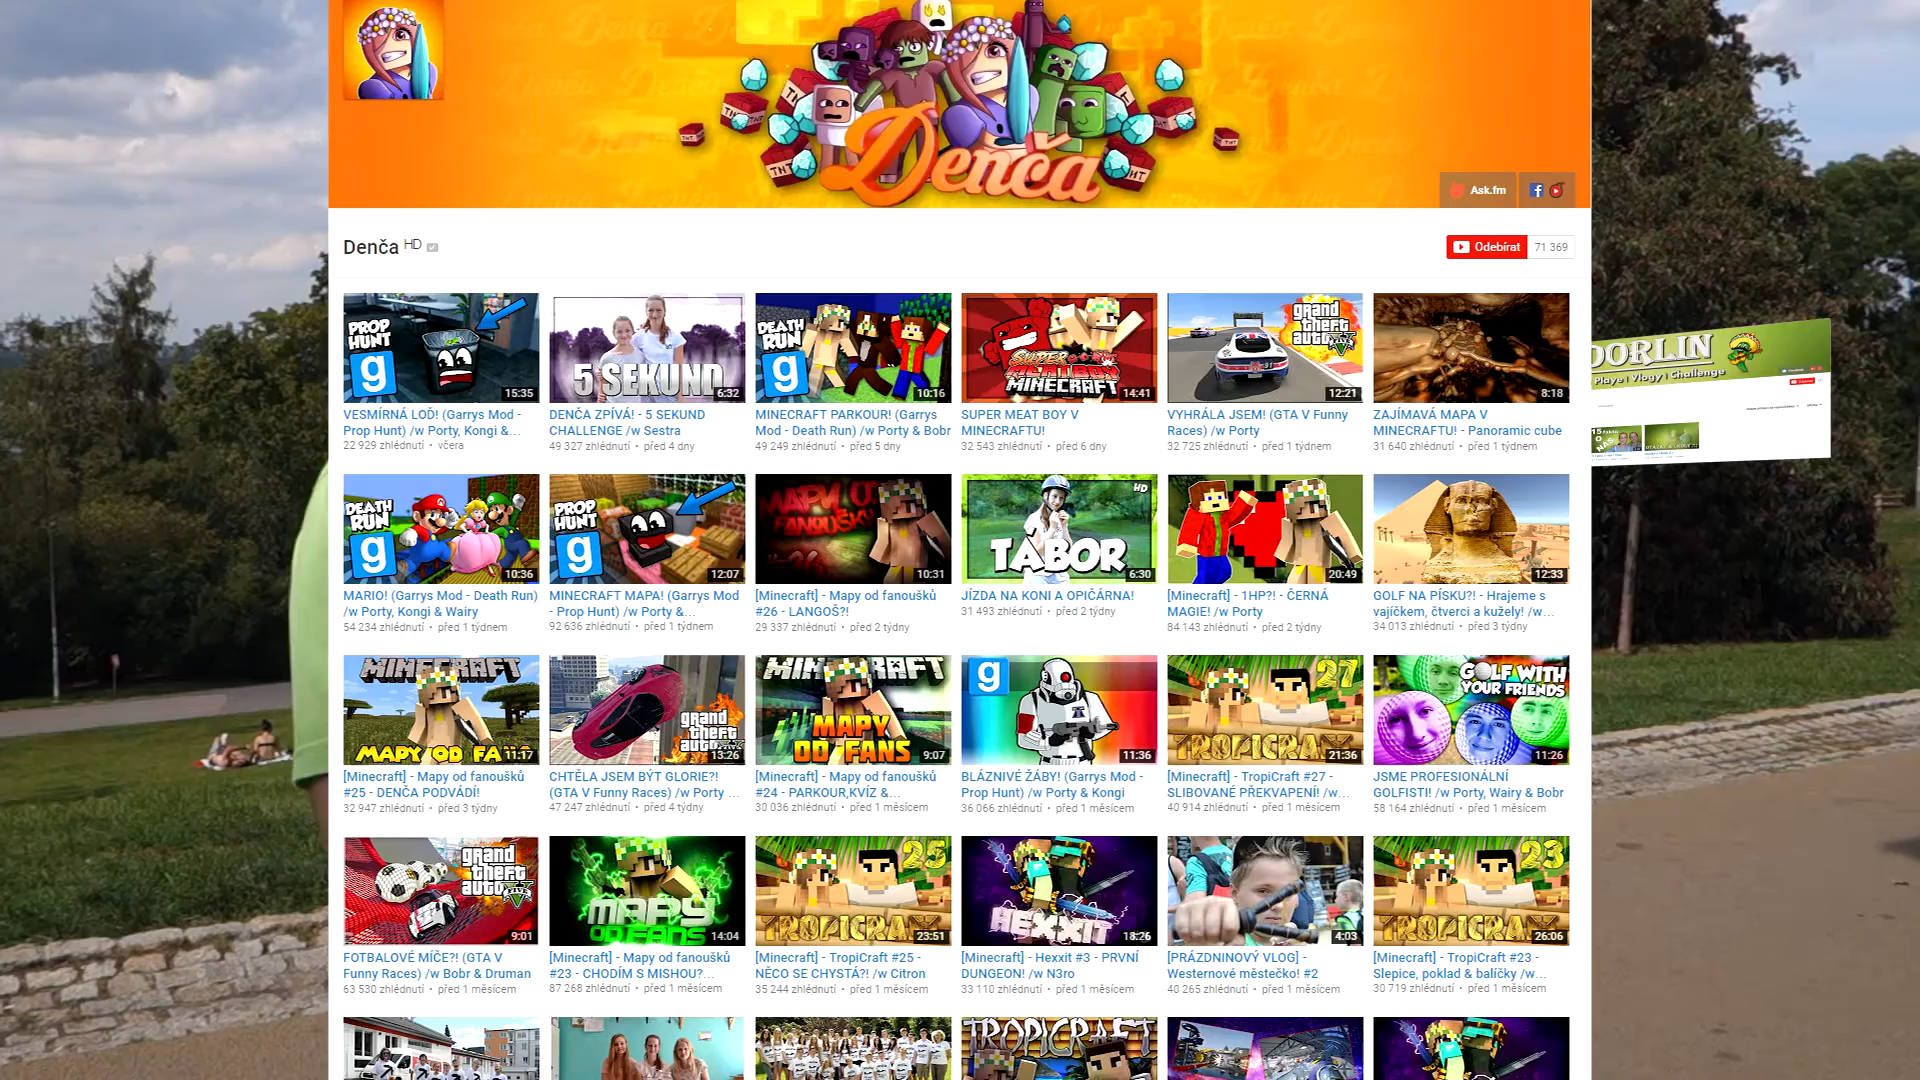 Denča
Ask.fm
Denča HD
Odebírat 71 369
PROP
HUNT
g
15:35
5 SEKUND
6:32
DEATH
RUN
g
10:16
SUPER
MEATBOY
MINECRAFT
14:41
grand
theft
auto
12:21
8:18
VESMÍRNÁ LOĎ! (Garrys Mod -
Prop Hunt) /w Porty, Kongi &...
22 929 zhlédnutí • včera
DENČA ZPÍVÁ! - 5 SEKUND
CHALLENGE /w Sestra
49 327 zhlédnutí • před 4 dny
MINECRAFT PARKOUR! (Garrys
Mod - Death Run) /w Porty & Bobr
49 249 zhlédnutí • před 5 dny
SUPER MEAT BOY V
MINECRAFTU!
32 543 zhlédnutí • před 6 dny
VYHRÁLA JSEM! (GTA V Funny
Races) /w Porty
32 725 zhlédnutí • před 1 týdnem
ZAJÍMAVÁ MAPA V
MINECRAFTU! - Panoramic cube
31 640 zhlédnutí • před 1 týdnem
DORLIN
Playe | Vlogy | Challenge
DEATH
RUN
g
10:36
PROP
HUNT
g
12:07
MAPY OD
FANOUŠKŮ
10:31
HD
TÁBOR
6:30
20:49
12:33
MARIO! (Garrys Mod - Death Run)
/w Porty, Kongi & Wairy
54 234 zhlédnutí • před 1 týdnem
MINECRAFT MAPA! (Garrys Mod
- Prop Hunt) /w Porty &...
92 636 zhlédnutí • před 1 týdnem
[Minecraft] - Mapy od fanoušků
#26 - LANGOŠ?!
29 337 zhlédnutí • před 2 týdny
JÍZDA NA KONI A OPIČÁRNA!
31 493 zhlédnutí • před 2 týdny
[Minecraft] - 1HP?! - ČERNÁ
MAGIE! /w Porty
84 143 zhlédnutí • před 2 týdny
GOLF NA PÍSKU?! - Hrajeme s
vajíčkem, čtverci a kužely! /w...
34 013 zhlédnutí • před 3 týdny
MINECRAFT
MAPY OD FANS
11:17
grand
theft
auto
13:26
MINECRAFT
MAPY
OD FANS
9:07
g
11:36
27
TROPICRAFT
21:36
GOLF WITH
YOUR FRIENDS
11:26
[Minecraft] - Mapy od fanoušků
#25 - DENČA PODVÁDÍ!
32 947 zhlédnutí • před 3 týdny
CHTĚLA JSEM BÝT GLORIE?!
(GTA V Funny Races) /w Porty ...
47 247 zhlédnutí • před 4 týdny
[Minecraft] - Mapy od fanoušků
#24 - PARKOUR,KVÍZ &...
30 036 zhlédnutí • před 1 měsícem
BLÁZNIVÉ ŽÁBY! (Garrys Mod -
Prop Hunt) /w Porty & Kongi
36 066 zhlédnutí • před 1 měsícem
[Minecraft] - TropiCraft #27 -
SLIBOVANÉ PŘEKVAPENÍ! /w...
40 914 zhlédnutí • před 1 měsícem
JSME PROFESIONÁLNÍ
GOLFISTI! /w Porty, Wairy & Bobr
58 164 zhlédnutí • před 1 měsícem
grand
theft
auto
9:01
MAPY
OD FANS
14:04
25
TROPICRAFT
23:51
HEXXIT
18:26
4:03
23
TROPICRAFT
26:06
FOTBALOVÉ MÍČE?! (GTA V
Funny Races) /w Bobr & Druman
63 530 zhlédnutí • před 1 měsícem
[Minecraft] - Mapy od fanoušků
#23 - CHODÍM S MISHOU?...
87 268 zhlédnutí • před 1 měsícem
[Minecraft] - TropiCraft #25 -
NĚCO SE CHYSTÁ?! /w Citron
35 244 zhlédnutí • před 1 měsícem
[Minecraft] - Hexxit #3 - PRVNÍ
DUNGEON! /w N3ro
33 110 zhlédnutí • před 1 měsícem
[PRÁZDNINOVÝ VLOG] -
Westernové městečko! #2
40 265 zhlédnutí • před 1 měsícem
[Minecraft] - TropiCraft #23 -
Slepice, poklad & balíčky /w...
30 719 zhlédnutí • před 1 měsícem
TROPICRAFT